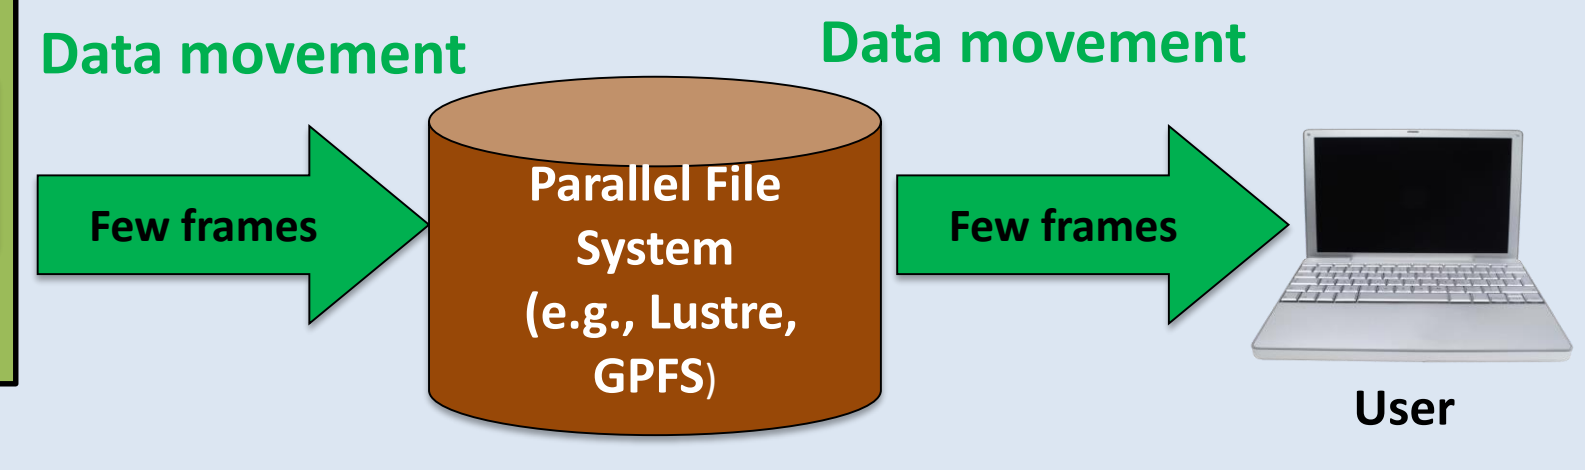 Data movement
Data movement
Few frames
Parallel File
System
(e.g., Lustre,
GPFS)
Few frames
User